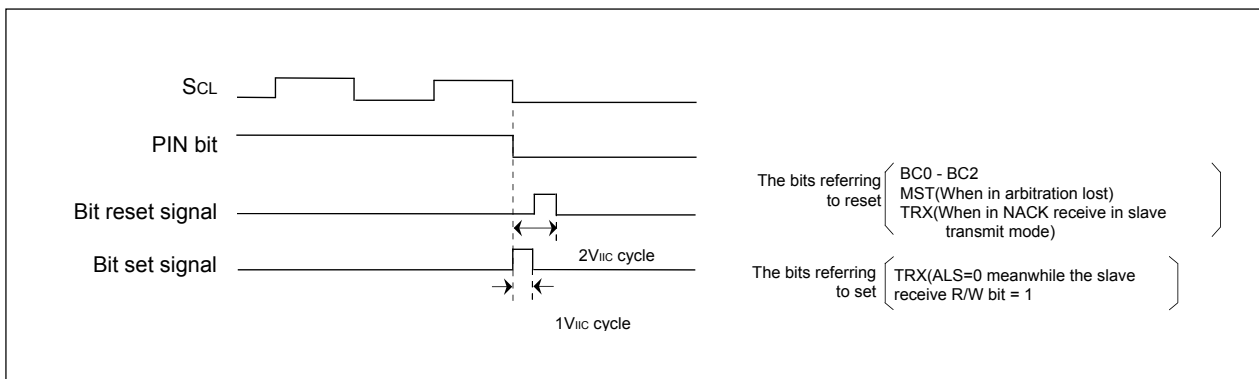 SCL
PIN bit
Bit reset signal
Bit set signal
2VIIC cycle
1VIIC cycle
The bits referring
to reset
BC0 - BC2
MST(When in arbitration lost)
TRX(When in NACK receive in slave
transmit mode)
The bits referring
to set
TRX(ALS=0 meanwhile the slave
receive R/W bit = 1